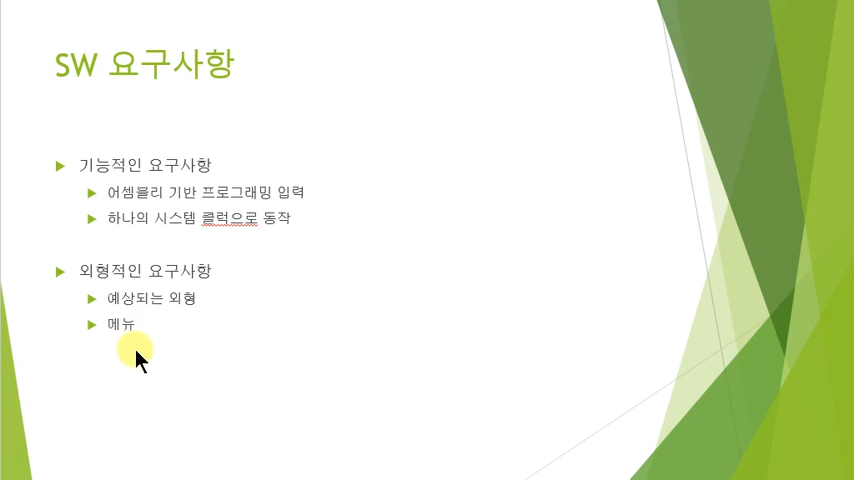 SW 요구사항
기능적인 요구사항
어셈블리 기반 프로그래밍 입력
하나의 시스템 클럭으로 동작
외형적인 요구사항
예상되는 외형
메뉴